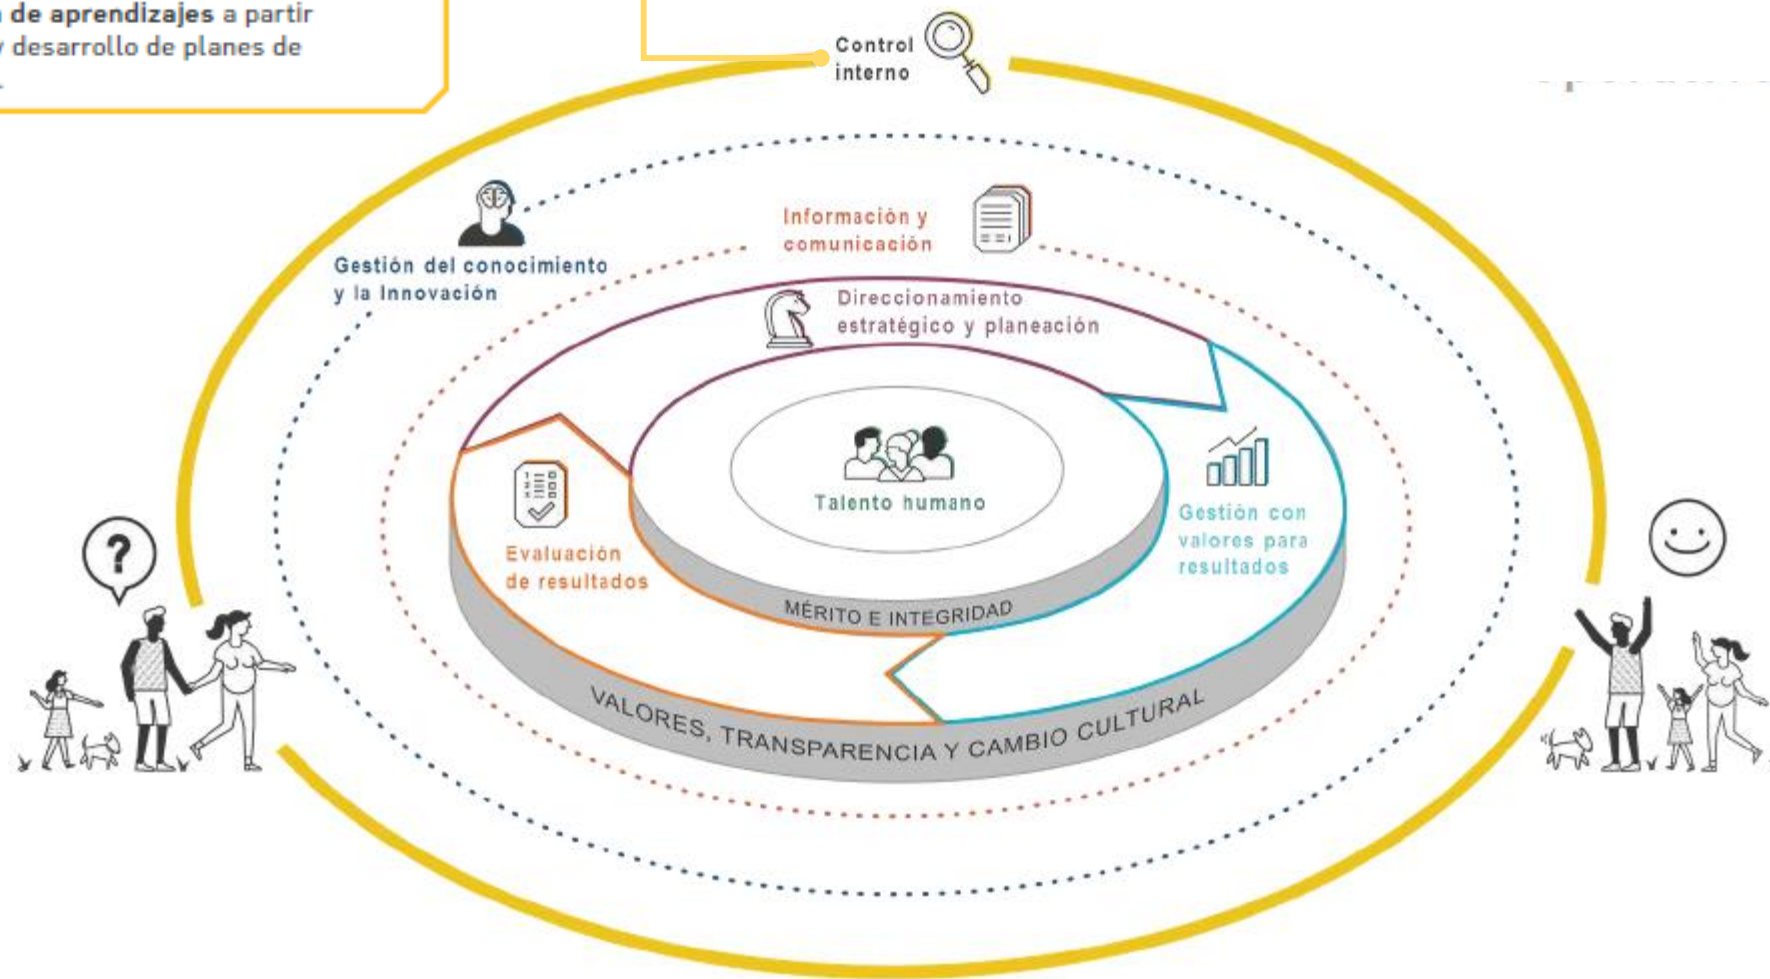 de aprendizajes a partir
y desarrollo de planes de
Control
interno
Información y
comunicación
Gestión del conocimiento
y la Innovación
Direccionamiento
estratégico y planeación
Talento humano
Gestión con
valores para
resultados
Evaluación
de resultados
?
MÉRITO E INTEGRIDAD
VALORES, TRANSPARENCIA Y CAMBIO CULTURAL